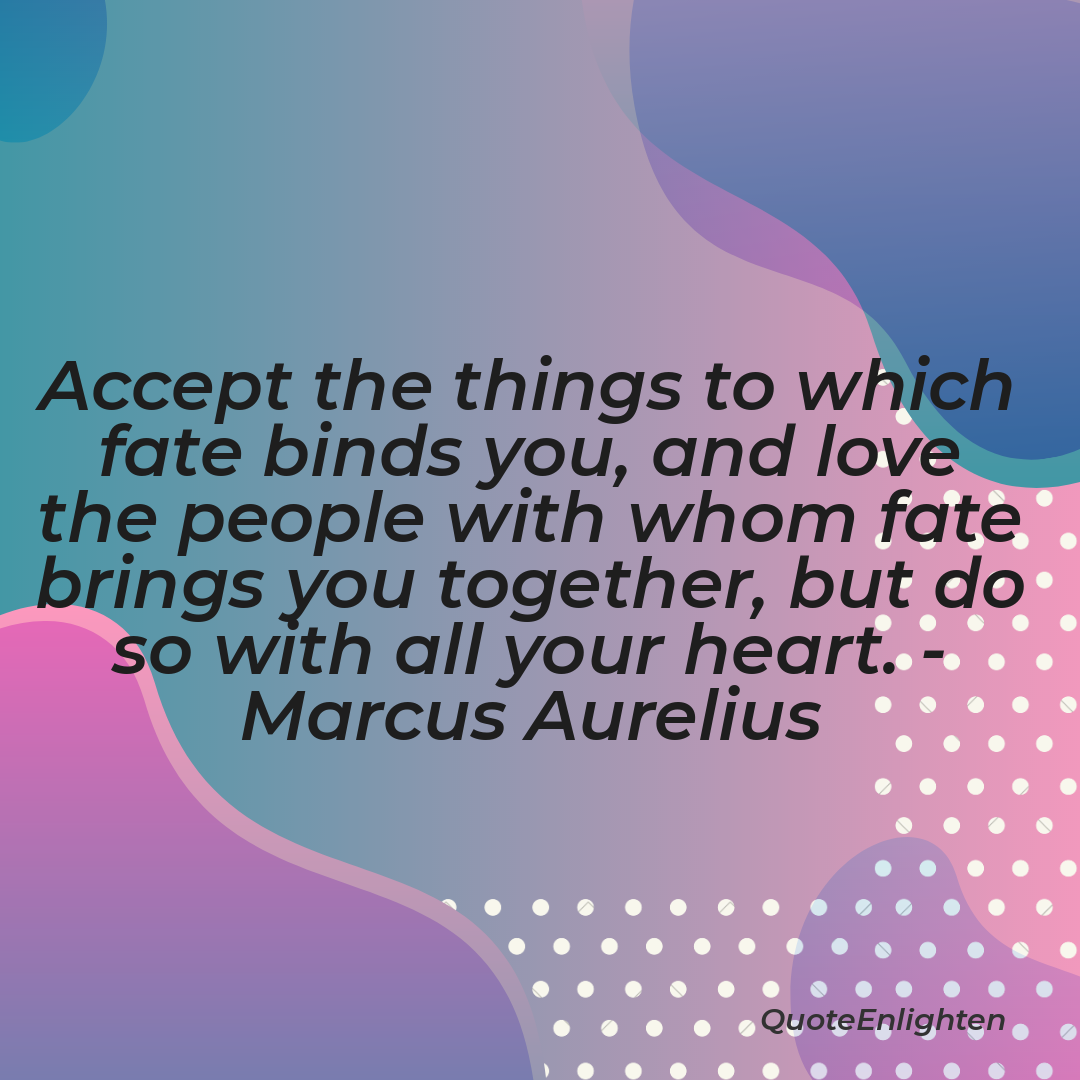 Accept the things to which
fate binds you, and love
the people with whom fate
brings you together, but do
so with all your heart. -
Marcus Aurelius
QuoteEnlighten